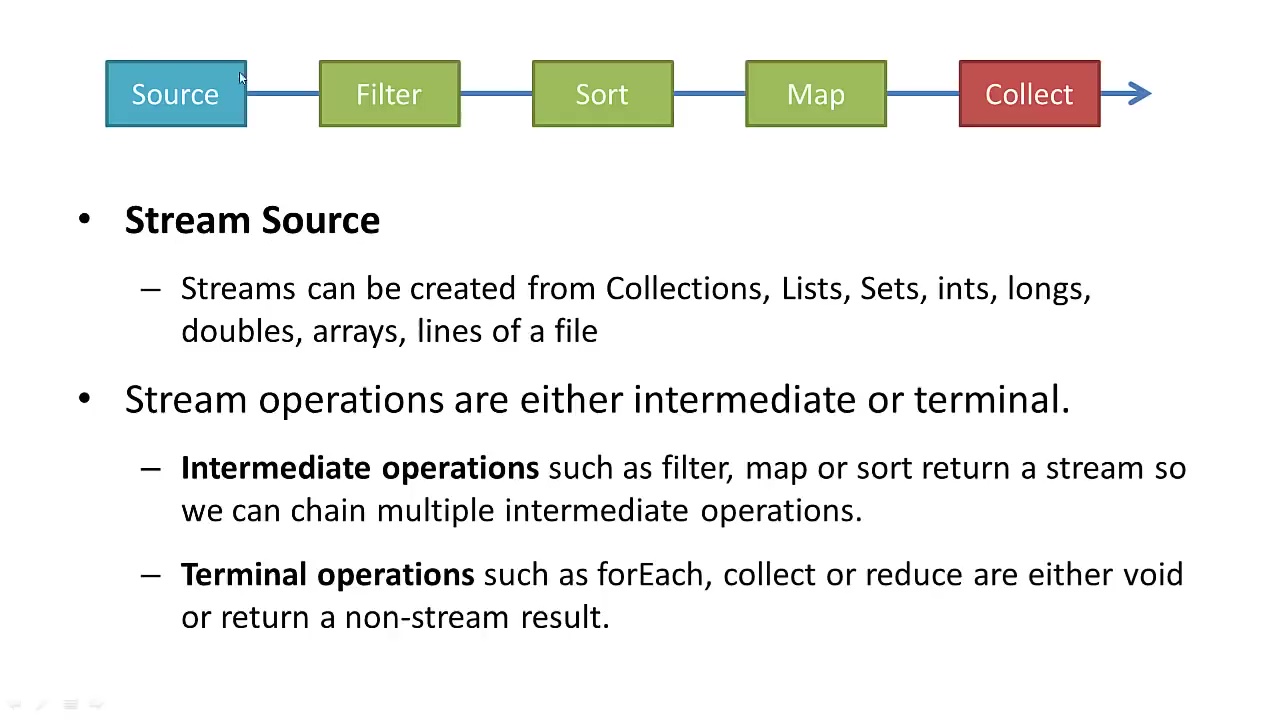 Source Filter Sort Map Collect
• Stream Source
– Streams can be created from Collections, Lists, Sets, ints, longs,
doubles, arrays, lines of a file
• Stream operations are either intermediate or terminal.
– Intermediate operations such as filter, map or sort return a stream so
we can chain multiple intermediate operations.
– Terminal operations such as forEach, collect or reduce are either void
or return a non-stream result.